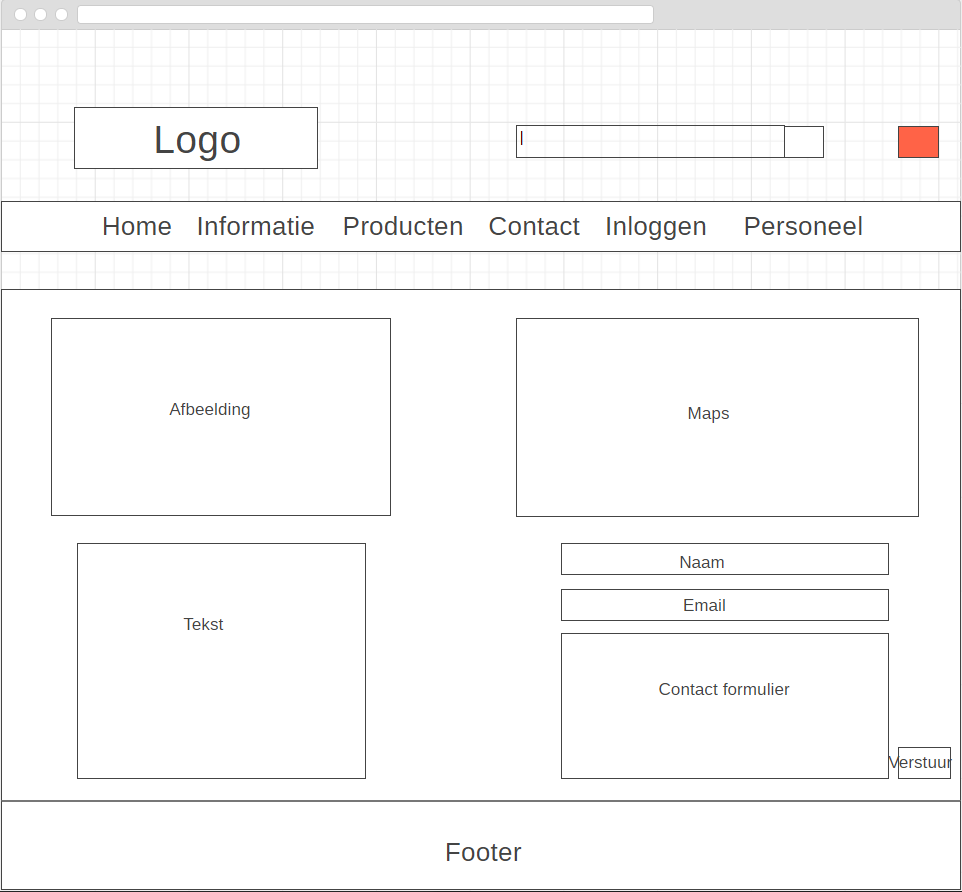 Logo
Home Informatie Producten Contact Inloggen Personeel
Afbeelding
Maps
Tekst
Naam
Email
Contact formulier
Verstuur
Footer